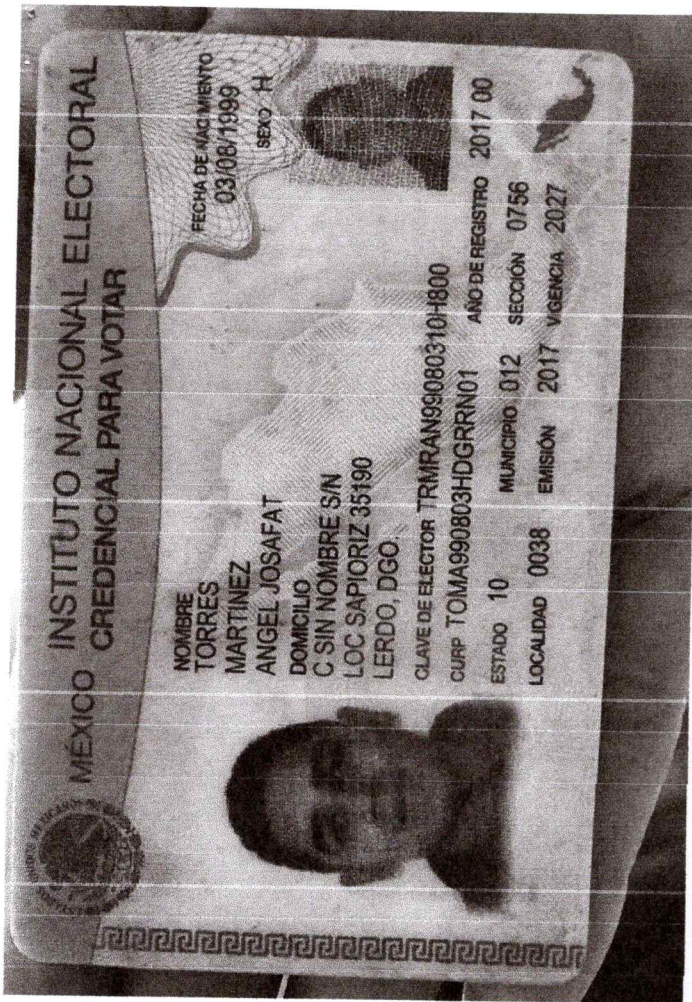 MÉXICO INSTITUTO NACIONAL ELECTORAL
CREDENCIAL PARA VOTAR
NOMBRE
TORRES
MARTINEZ
ANGEL JOSAFAT
FECHA DE NACIMIENTO
03/08/1999
SEXO H
DOMICILIO
C SIN NOMBRE S/N
LOC SAPIORIZ 35190
LERDO, DGO.
CLAVE DE ELECTOR TRMRAN99080310H800
CURP TOMA990803HDGRRN01 AÑO DE REGISTRO 2017 00
ESTADO 10 MUNICIPIO 012 SECCIÓN 0756
LOCALIDAD 0038 EMISIÓN 2017 VIGENCIA 2027